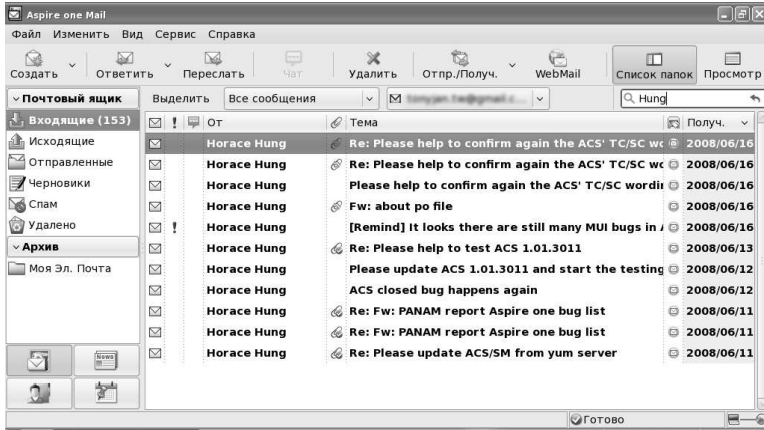 Aspire one Mail
Файл Изменить Вид Сервис Справка
Создать Ответить Переслать Чат Удалить Отпр./Получ. WebMail Список папок Просмотр
Почтовый ящик Выделить Все сообщения Hung
Входящие (153) ! От Тема Получ.
Исходящие
Отправленные
Черновики
Спам
Удалено
Архив
Моя Эл. Почта
News
Horace Hung Re: Please help to confirm again the ACS' TC/SC wo 2008/06/16
Horace Hung Re: Please help to confirm again the ACS' TC/SC wo 2008/06/16
Horace Hung Please help to confirm again the ACS' TC/SC wordin 2008/06/16
Horace Hung Fw: about po file 2008/06/16
! Horace Hung [Remind] It looks there are still many MUI bugs in 2008/06/16
Horace Hung Re: Please help to test ACS 1.01.3011 2008/06/13
Horace Hung Please update ACS 1.01.3011 and start the testing 2008/06/12
Horace Hung ACS closed bug happens again 2008/06/12
Horace Hung Re: Fw: PANAM report Aspire one bug list 2008/06/11
Horace Hung Re: Fw: PANAM report Aspire one bug list 2008/06/11
Horace Hung Re: Please update ACS/SM from yum server 2008/06/11
Готово